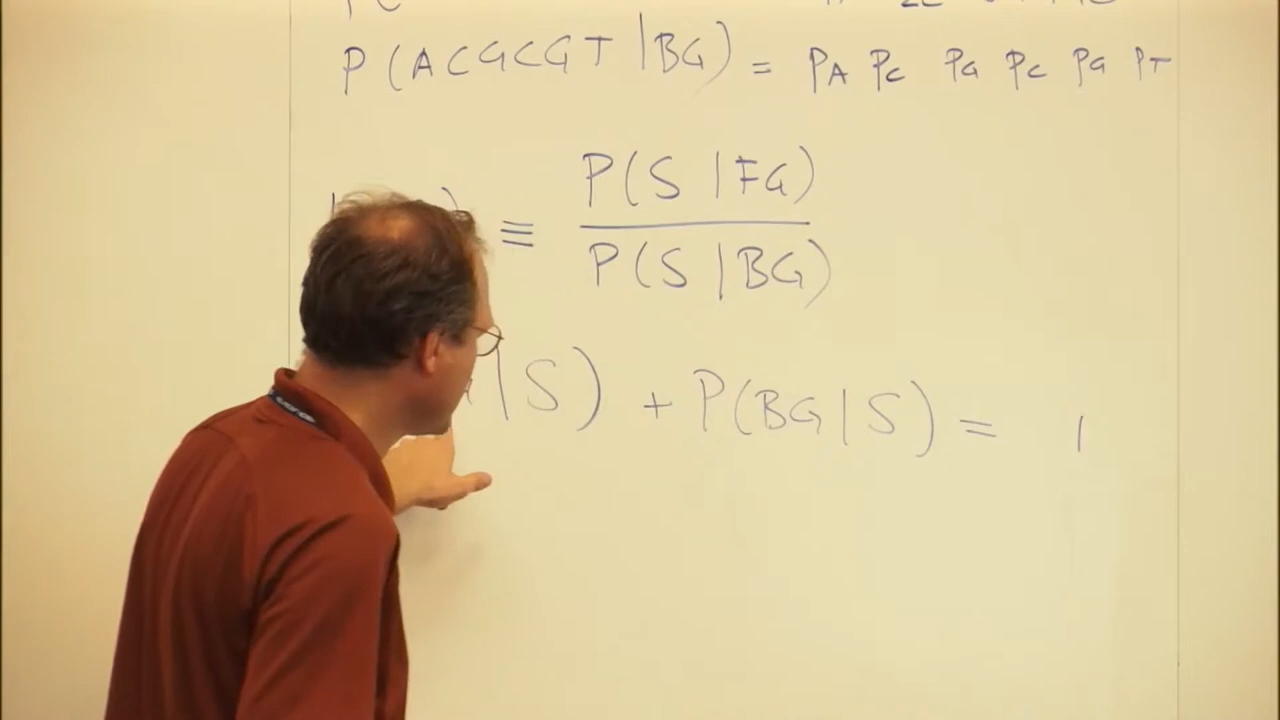 P(ACGCGT|BG) = PA PC PG PC PG PT
≡ P(S|FG)
P(S|BG)
|S) + P(BG|S) = 1